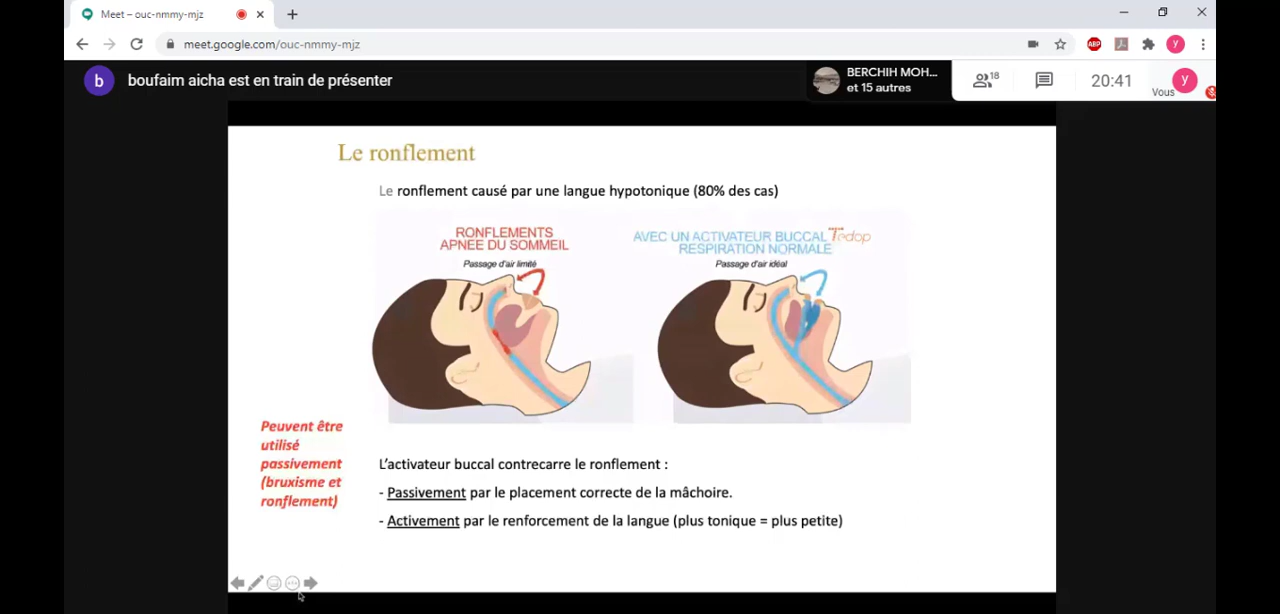 Meet – ouc-nmmy-mjz
meet.google.com/ouc-nmmy-mjz
ABP
y
b
boufaim aicha est en train de présenter
BERCHIH MOH...
et 15 autres
18
20:41
Vous
y
Le ronflement
Le ronflement causé par une langue hypotonique (80% des cas)
RONFLEMENTS
APNÉE DU SOMMEIL
Passage d'air limité
AVEC UN ACTIVATEUR BUCCAL Tedop
RESPIRATION NORMALE
Passage d'air idéal
Peuvent être
utilisé
passivement
(bruxisme et
ronflement)
L'activateur buccal contrecarre le ronflement :
- Passivement par le placement correcte de la mâchoire.
- Activement par le renforcement de la langue (plus tonique = plus petite)